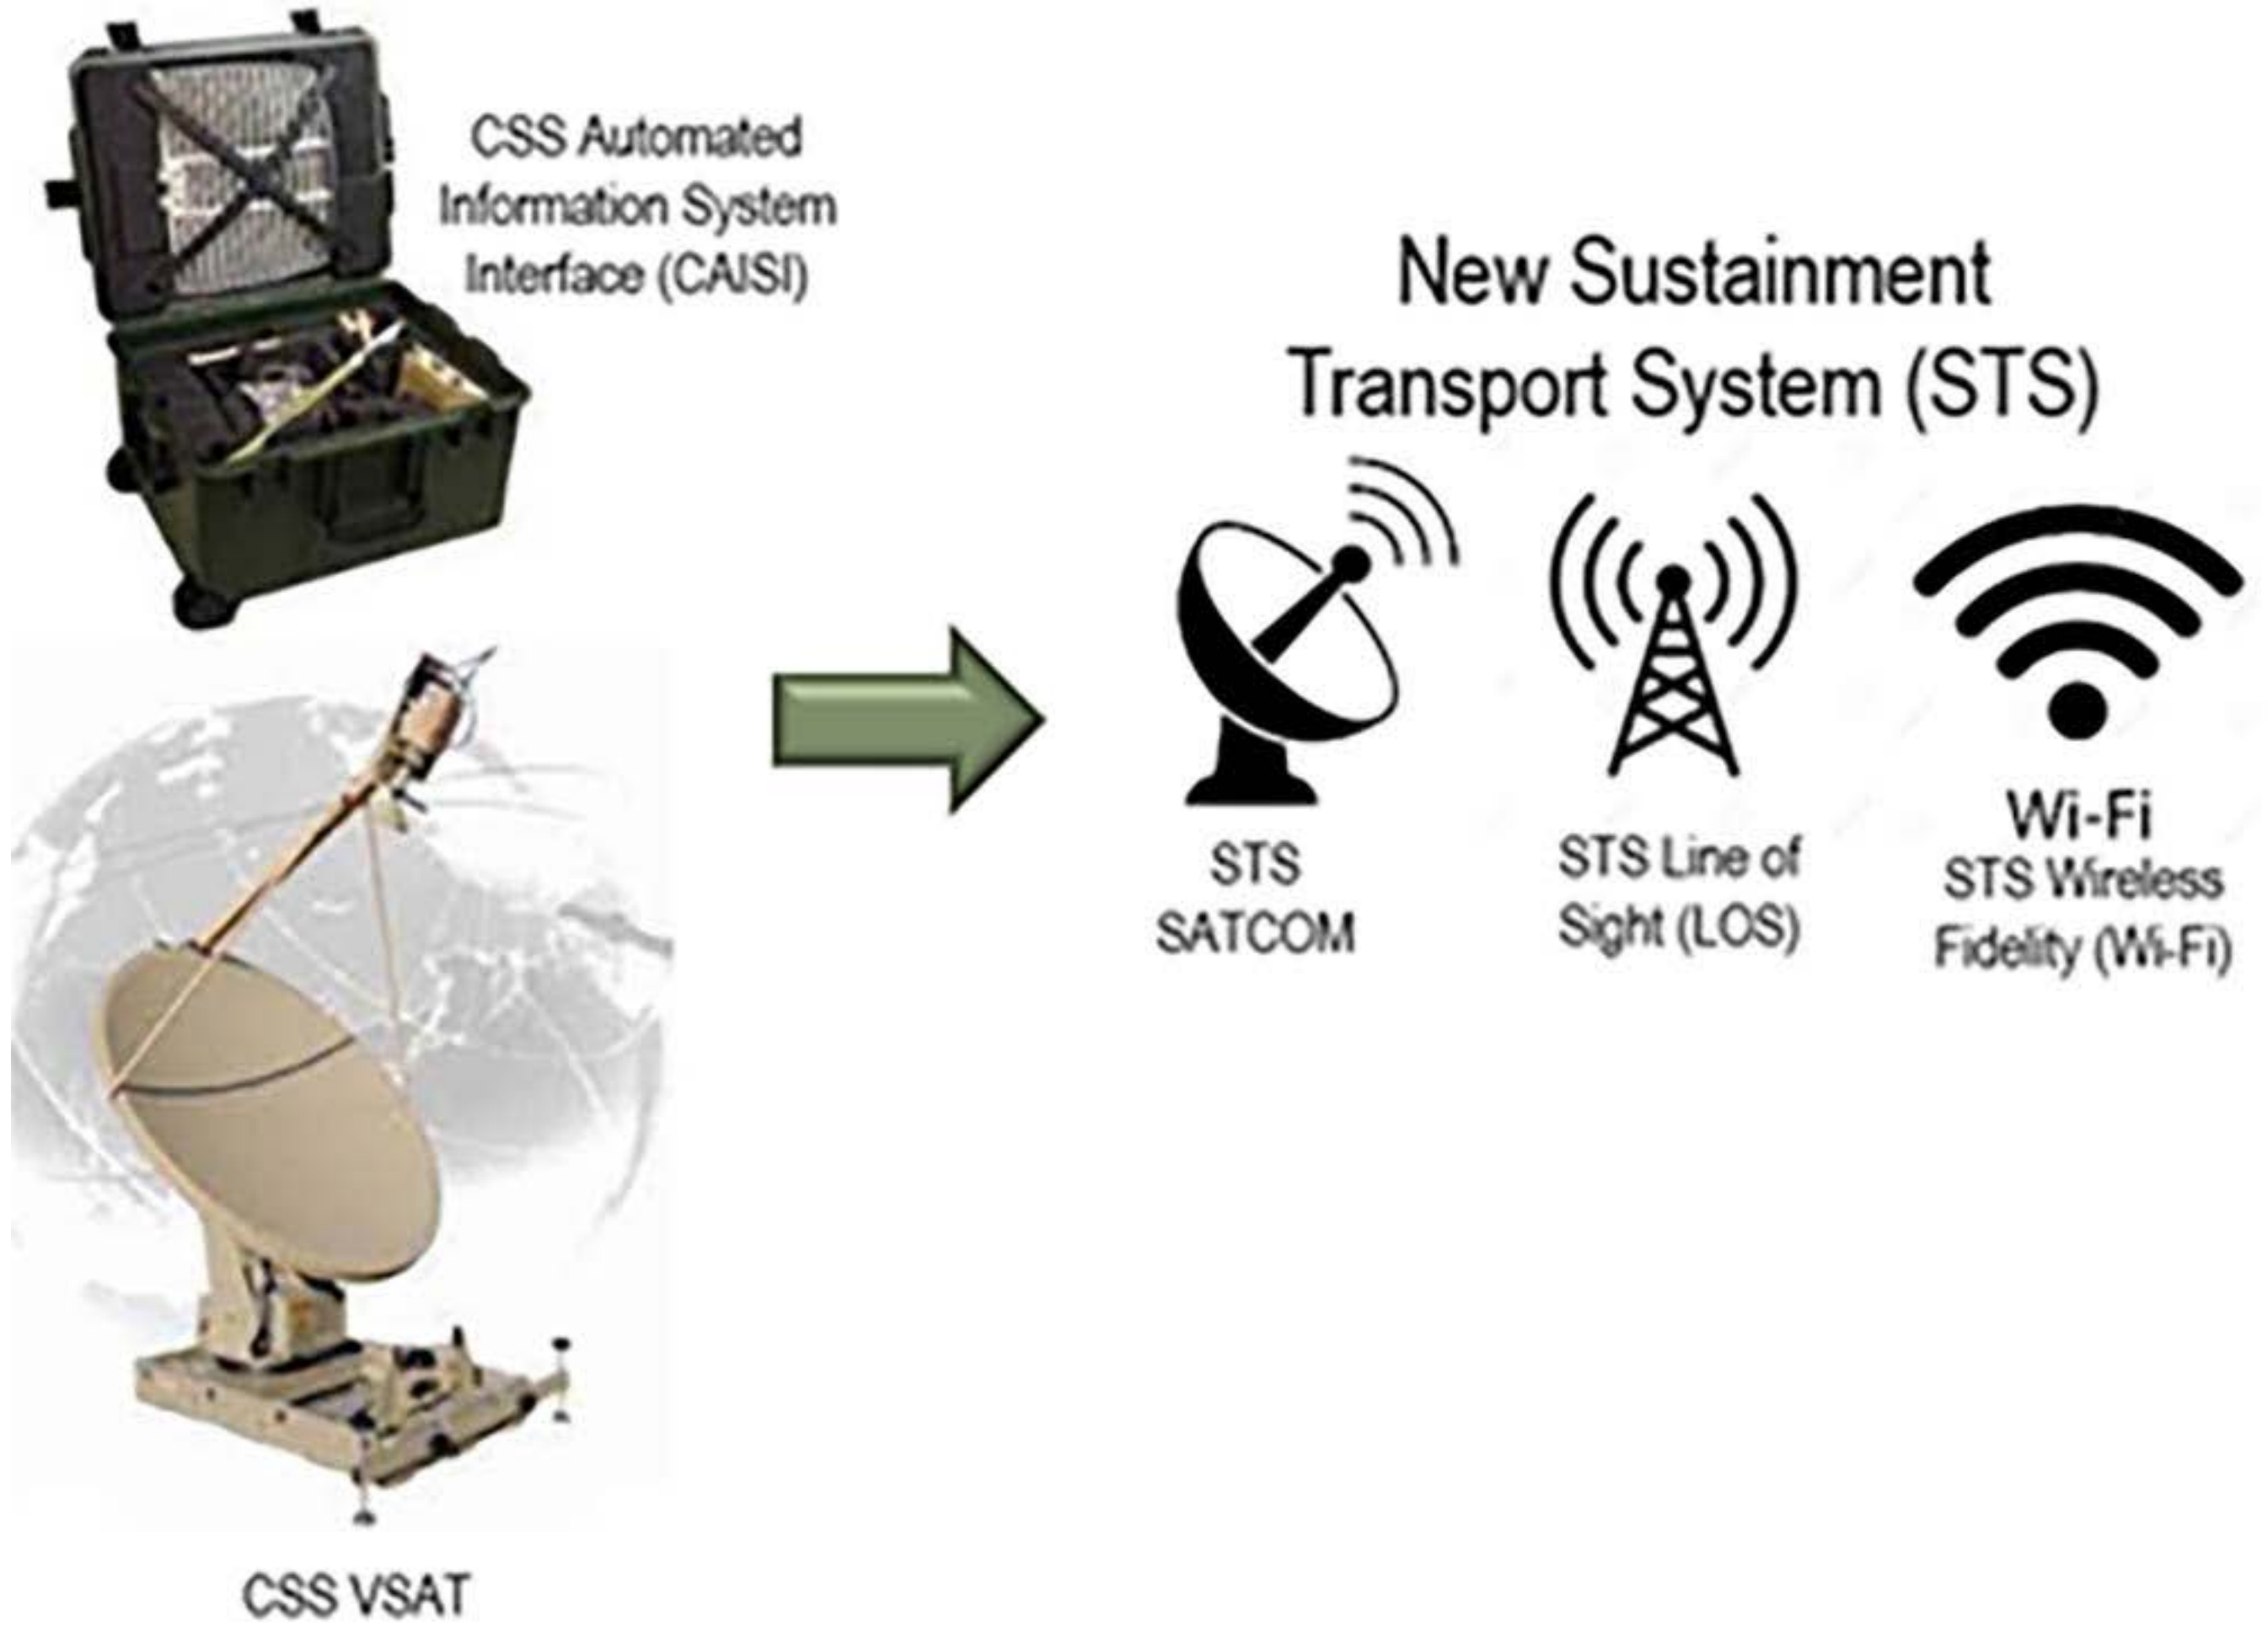 CSS Automated
Information System
Interface (CAISI)
New Sustainment
Transport System (STS)
Wi-Fi
STS
SATCOM
STS Line of
Sight (LOS)
STS Wireless
Fidelity (Wi-Fi)
CSS VSAT